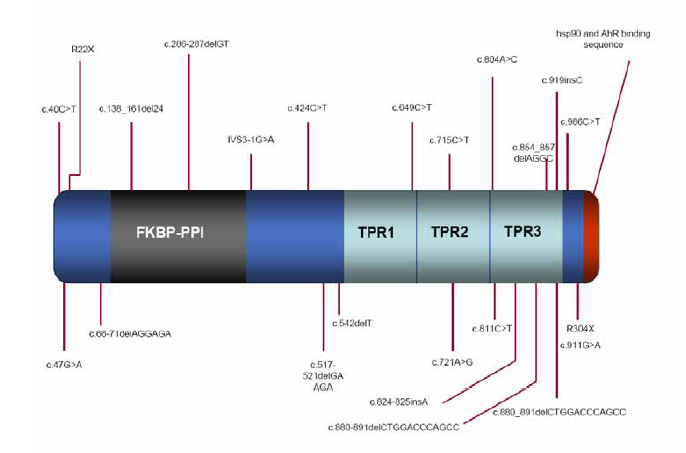 hsp90 and AhR binding
sequence
R22X
c.286-287delGT
c.804A>C
c.919insC
c.40C>T
c.138_161del24
c.424C>T
c.649C>T
c.986C>T
IVS3-1G>A
c.715C>T
c.854_857
delAGGC
FKBP-PPI
TPR1
TPR2
TPR3
c.542delT
c.811C>T
R304X
c.66-71delAGGAGA
c.911G>A
c.47G>A
c.517-
521delGA
AGA
c.721A>G
c.824-825insA
c.880_891delCTGGACCCAGCC
c.880-891delCTGGACCCAGCC